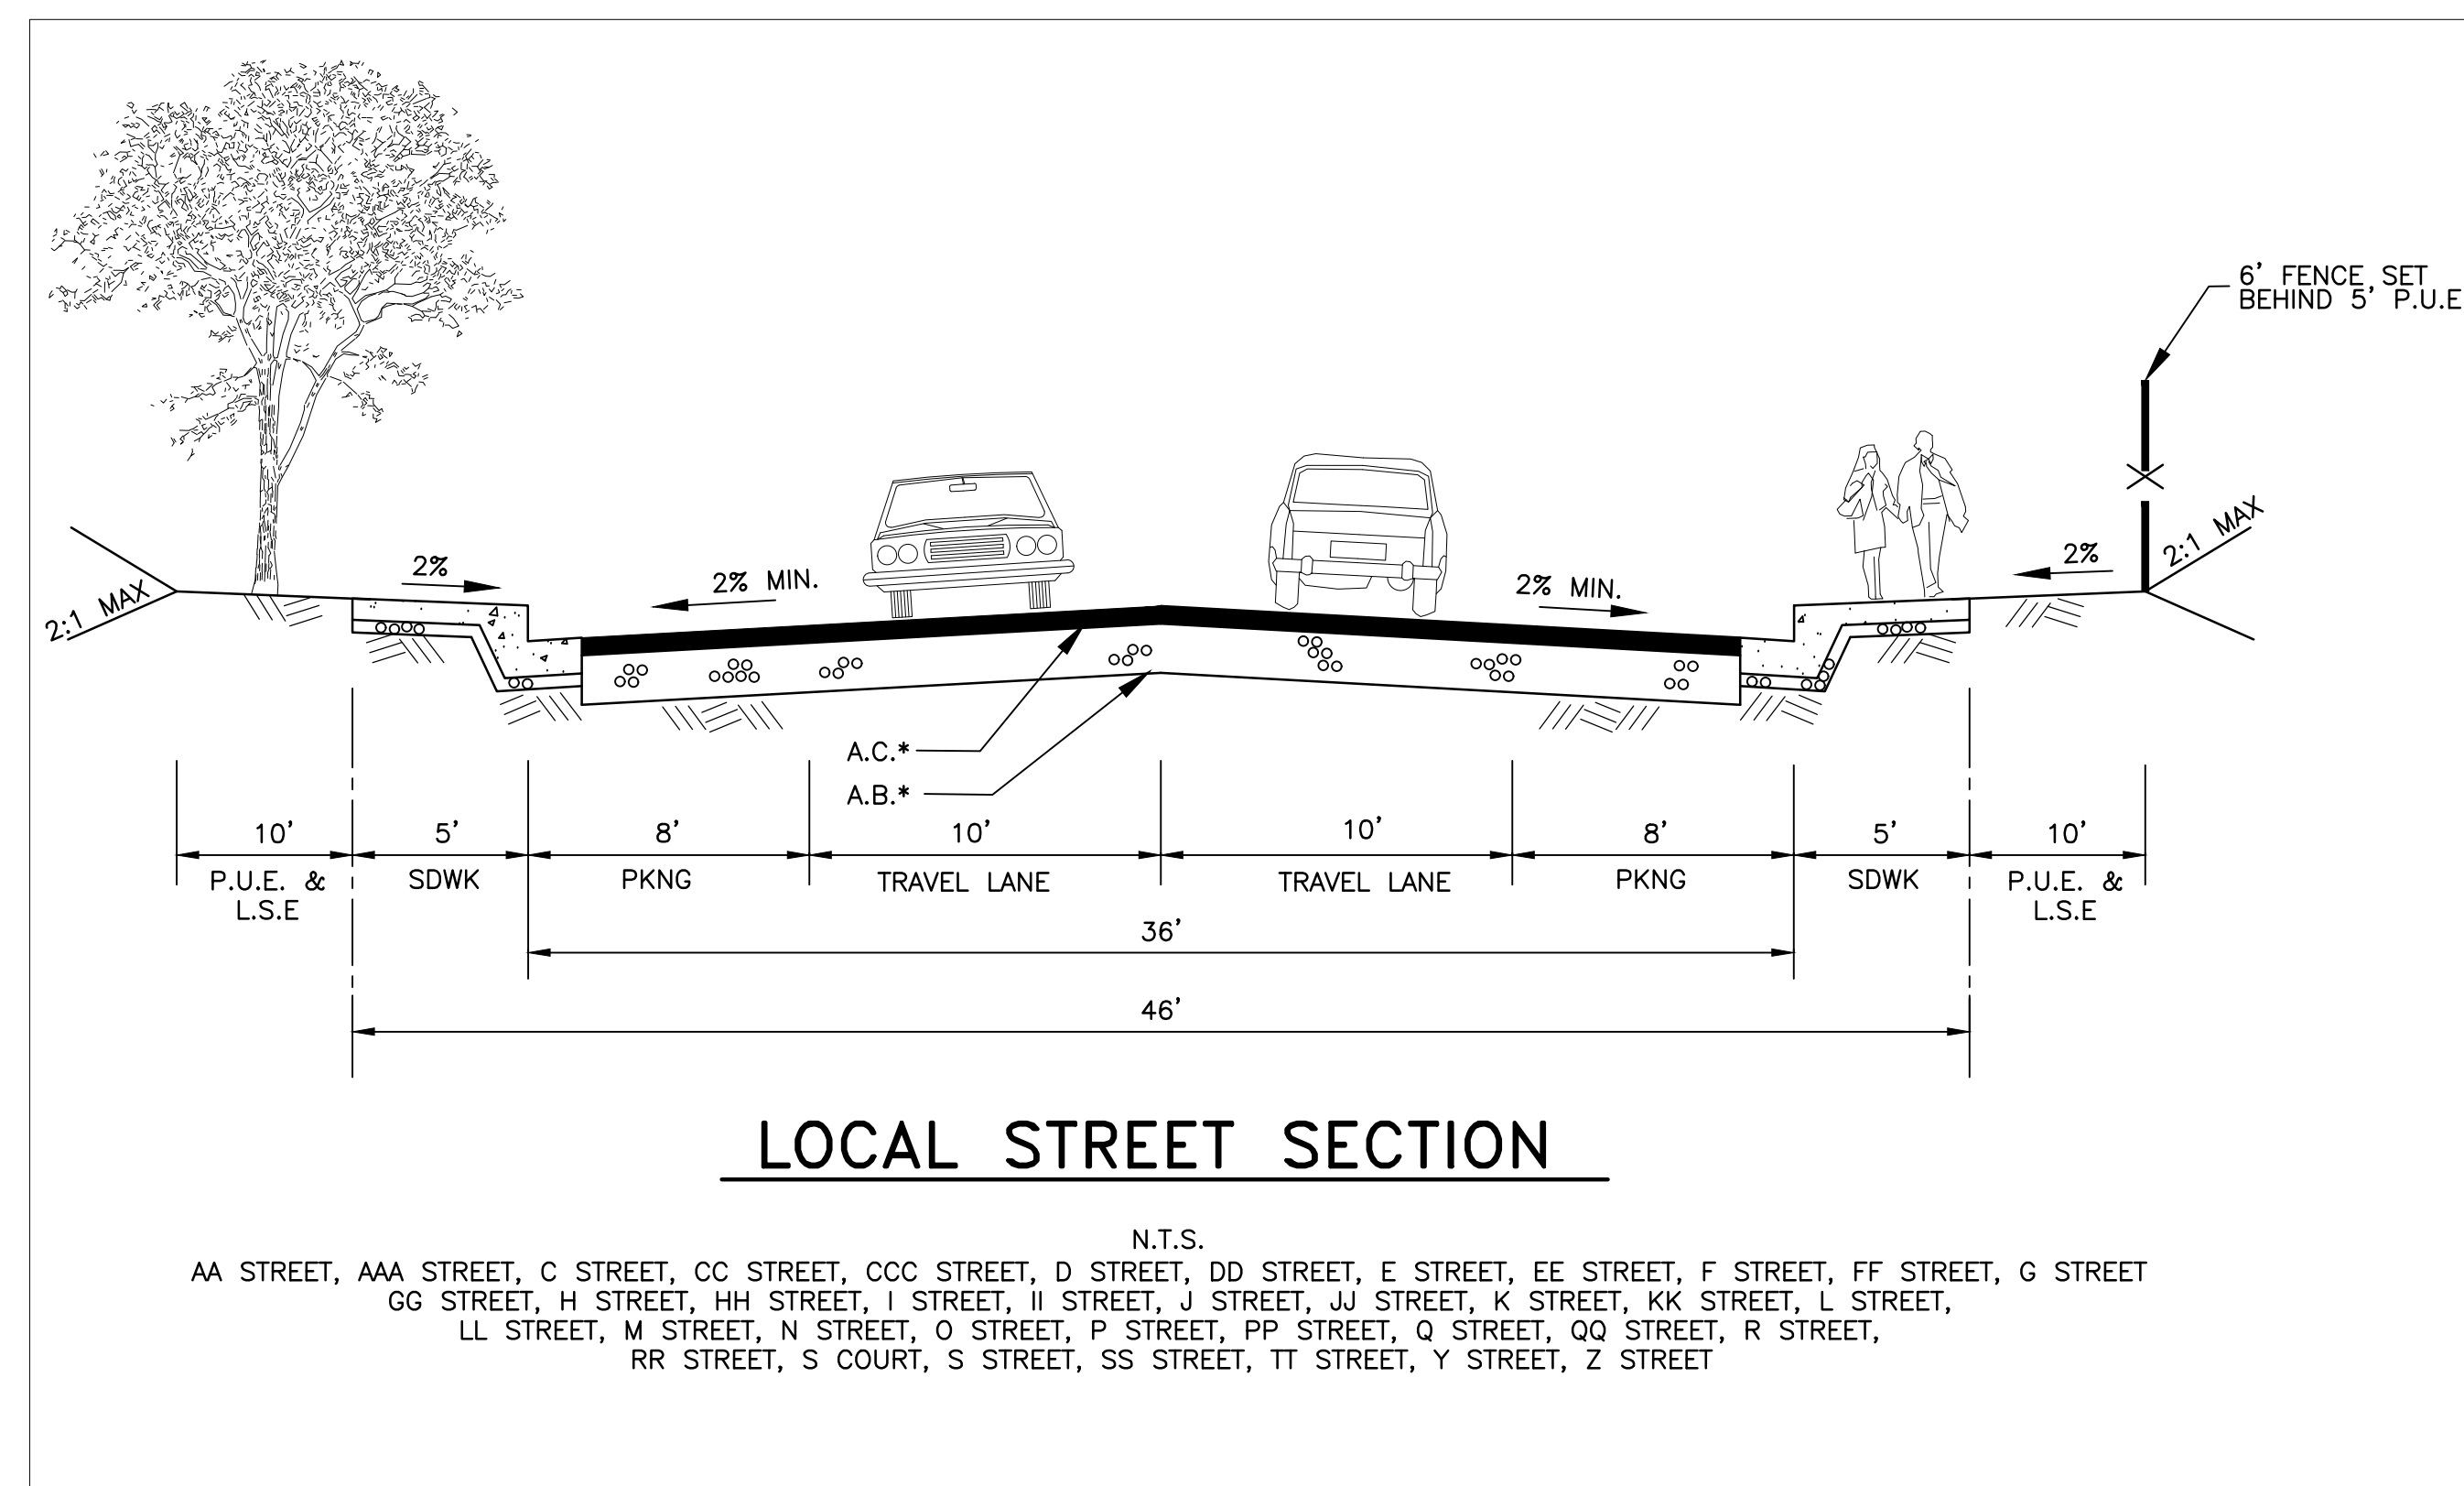 6' FENCE, SET
BEHIND 5' P.U.E
2:1 MAX
2%
2% MIN.
2% MIN.
2%
2:1 MAX
A.C.*
A.B.*
10' 5' 8' 10' 10' 8' 5' 10'
P.U.E. & SDWK PKNG TRAVEL LANE TRAVEL LANE PKNG SDWK P.U.E. &
L.S.E L.S.E
36'
46'
LOCAL STREET SECTION
N.T.S.
AA STREET, AAA STREET, C STREET, CC STREET, CCC STREET, D STREET, DD STREET, E STREET, EE STREET, F STREET, FF STREET, G STREET
GG STREET, H STREET, HH STREET, I STREET, II STREET, J STREET, JJ STREET, K STREET, KK STREET, L STREET,
LL STREET, M STREET, N STREET, O STREET, P STREET, PP STREET, Q STREET, QQ STREET, R STREET,
RR STREET, S COURT, S STREET, SS STREET, TT STREET, Y STREET, Z STREET